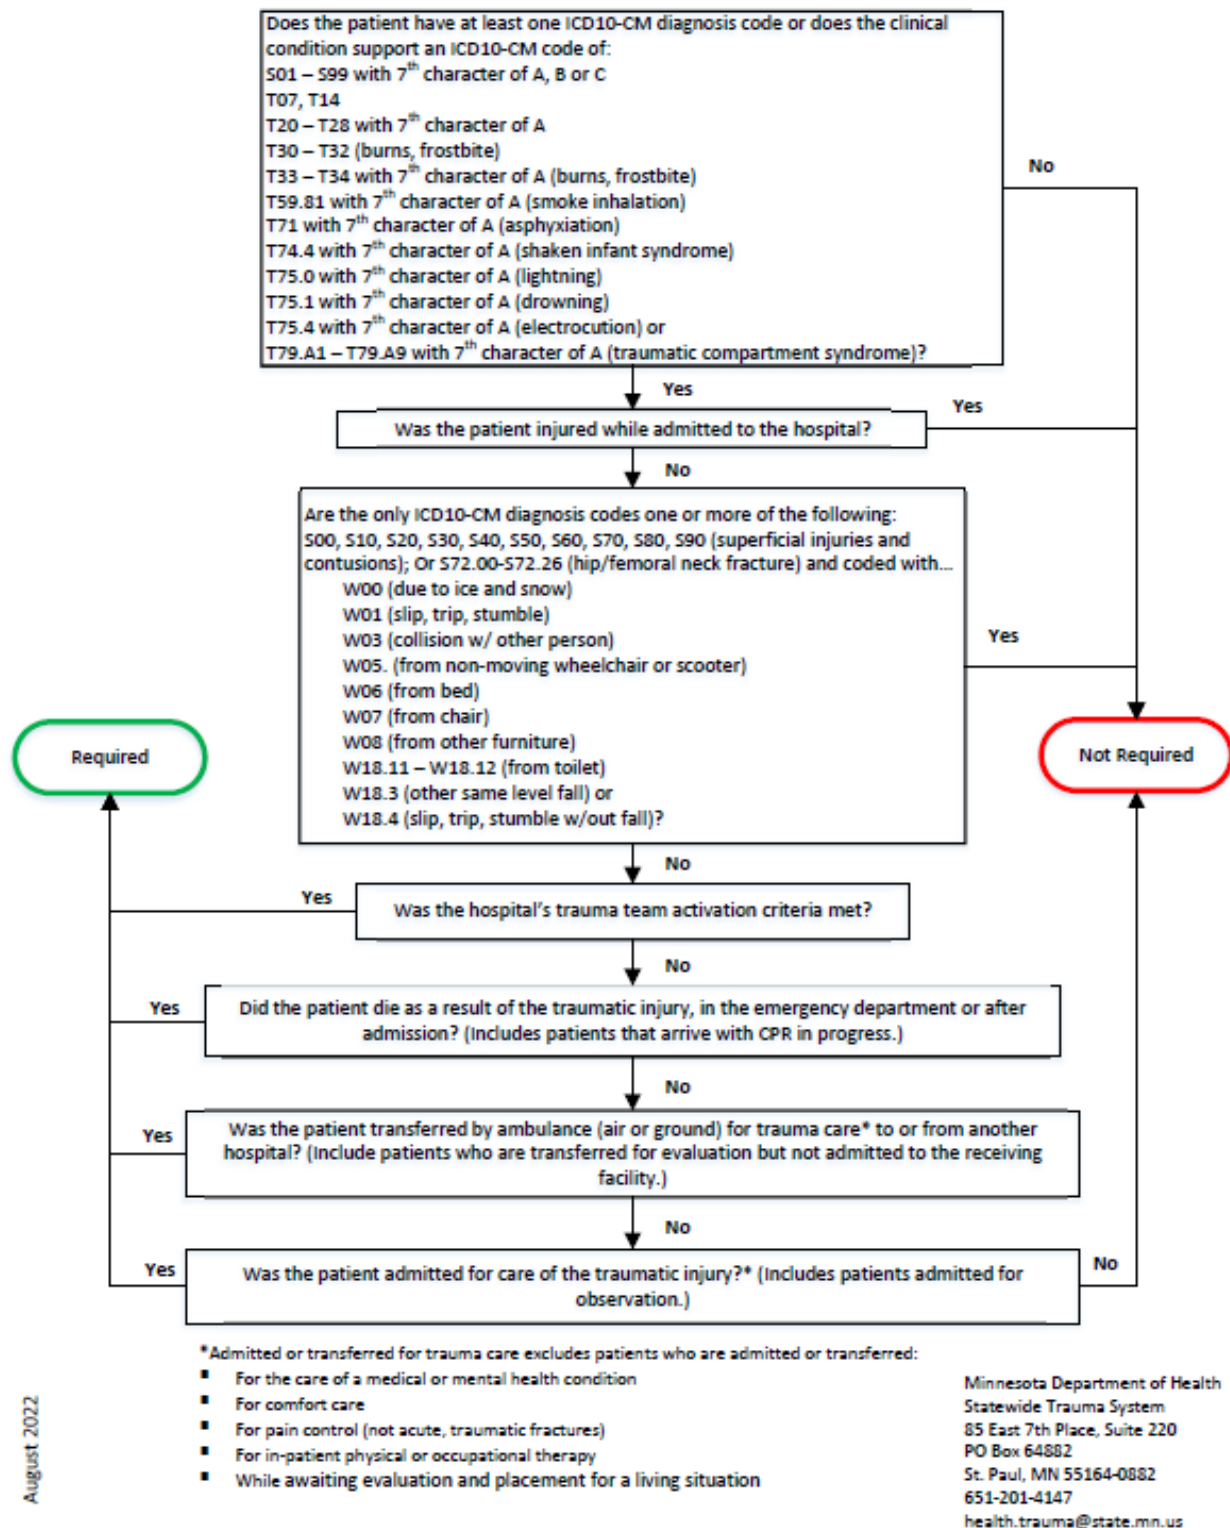 Does the patient have at least one ICD10-CM diagnosis code or does the clinical
condition support an ICD10-CM code of:
S01 – S99 with 7th character of A, B or C
T07, T14
T20 – T28 with 7th character of A
T30 – T32 (burns, frostbite)
T33 – T34 with 7th character of A (burns, frostbite)
T59.81 with 7th character of A (smoke inhalation)
T71 with 7th character of A (asphyxiation)
T74.4 with 7th character of A (shaken infant syndrome)
T75.0 with 7th character of A (lightning)
T75.1 with 7th character of A (drowning)
T75.4 with 7th character of A (electrocution) or
T79.A1 – T79.A9 with 7th character of A (traumatic compartment syndrome)?
No
Yes
Yes
Was the patient injured while admitted to the hospital?
No
Are the only ICD10-CM diagnosis codes one or more of the following:
S00, S10, S20, S30, S40, S50, S60, S70, S80, S90 (superficial injuries and
contusions); Or S72.00-S72.26 (hip/femoral neck fracture) and coded with...
W00 (due to ice and snow)
W01 (slip, trip, stumble)
W03 (collision w/ other person)
W05. (from non-moving wheelchair or scooter)
W06 (from bed)
W07 (from chair)
W08 (from other furniture)
W18.11 – W18.12 (from toilet)
W18.3 (other same level fall) or
W18.4 (slip, trip, stumble w/out fall)?
Yes
Required
Not Required
No
Yes
Was the hospital's trauma team activation criteria met?
No
Yes
Did the patient die as a result of the traumatic injury, in the emergency department or after
admission? (Includes patients that arrive with CPR in progress.)
No
Yes
Was the patient transferred by ambulance (air or ground) for trauma care* to or from another
hospital? (Include patients who are transferred for evaluation but not admitted to the receiving
facility.)
No
Yes
Was the patient admitted for care of the traumatic injury?* (Includes patients admitted for
observation.)
No
*Admitted or transferred for trauma care excludes patients who are admitted or transferred:
▪ For the care of a medical or mental health condition
▪ For comfort care
▪ For pain control (not acute, traumatic fractures)
▪ For in-patient physical or occupational therapy
▪ While awaiting evaluation and placement for a living situation
August 2022
Minnesota Department of Health
Statewide Trauma System
85 East 7th Place, Suite 220
PO Box 64882
St. Paul, MN 55164-0882
651-201-4147
health.trauma@state.mn.us